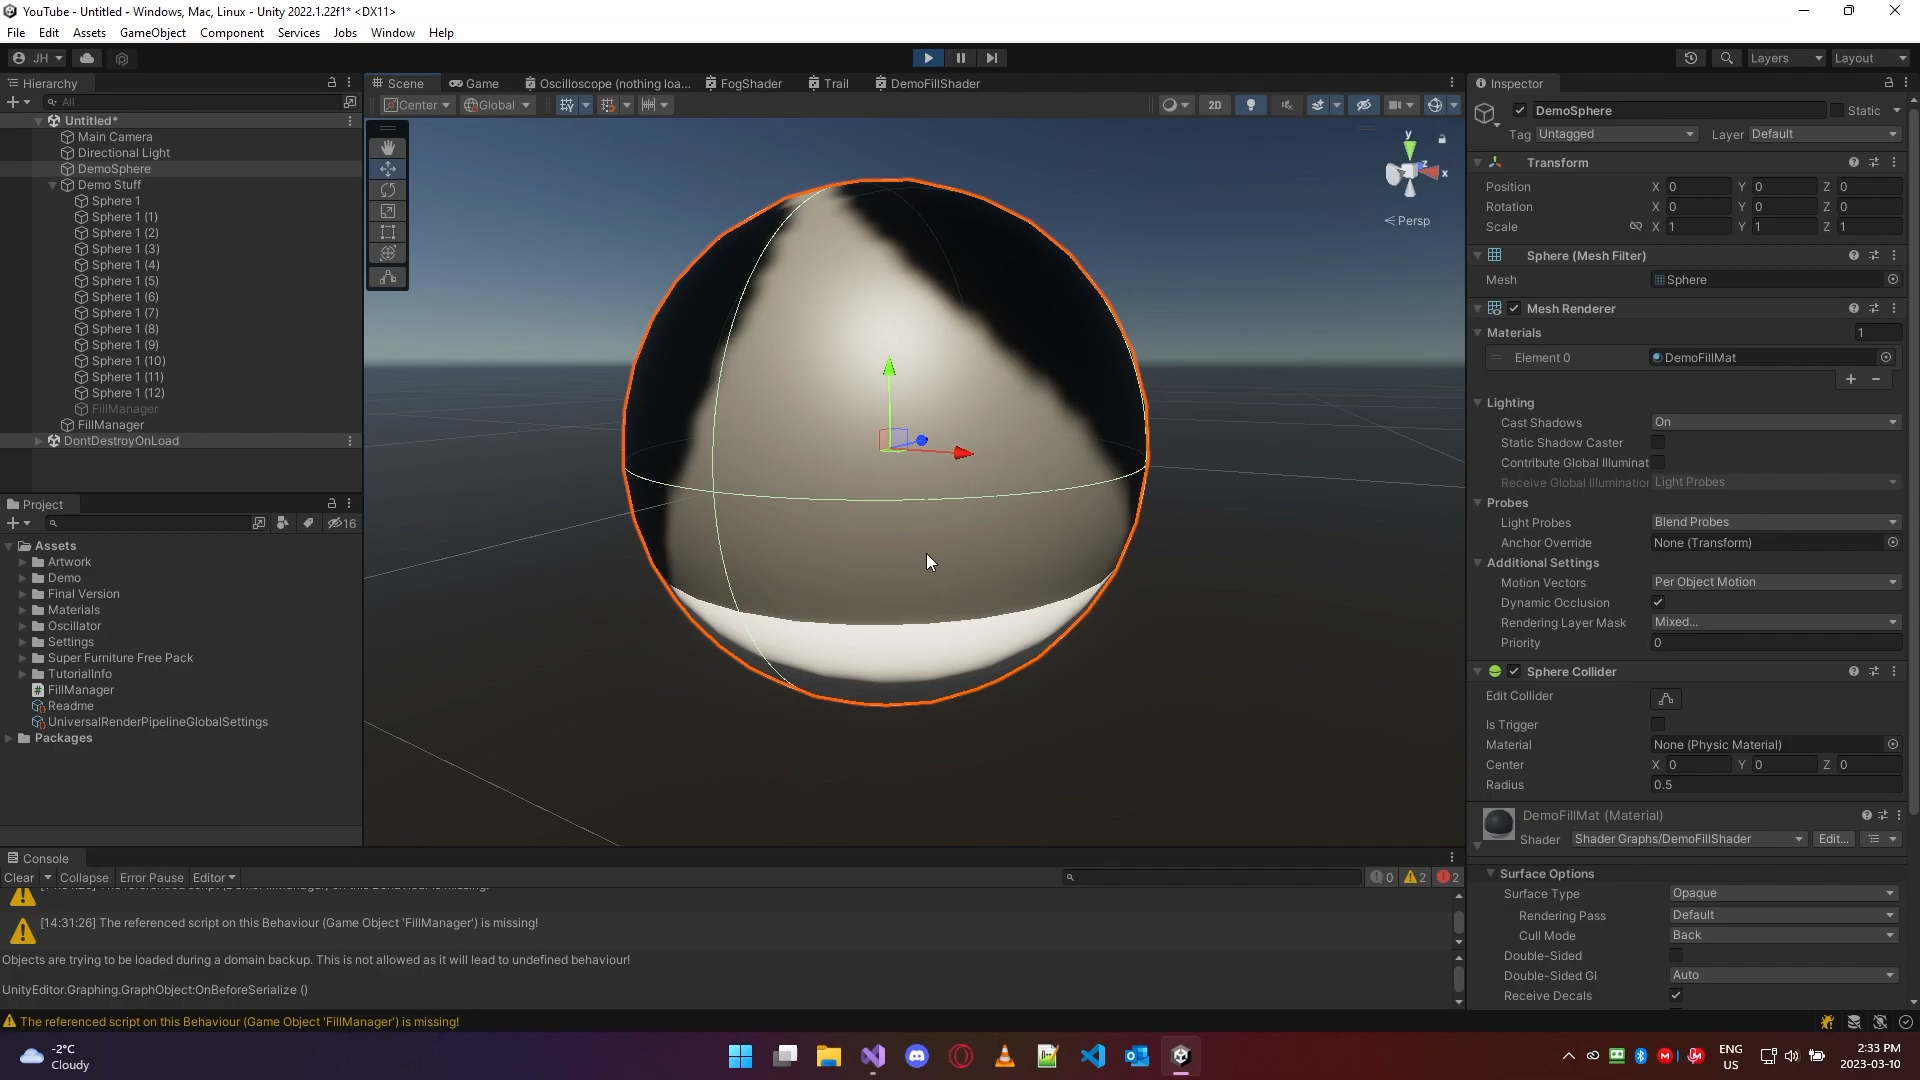 YouTube - Untitled - Windows, Mac, Linux - Unity 2022.1.22f1* <DX11>
File Edit Assets GameObject Component Services Jobs Window Help
JH Layers Layout
Hierarchy
All
Untitled*
Main Camera
Directional Light
DemoSphere
Demo Stuff
Sphere 1
Sphere 1 (1)
Sphere 1 (2)
Sphere 1 (3)
Sphere 1 (4)
Sphere 1 (5)
Sphere 1 (6)
Sphere 1 (7)
Sphere 1 (8)
Sphere 1 (9)
Sphere 1 (10)
Sphere 1 (11)
Sphere 1 (12)
FillManager
FillManager
DontDestroyOnLoad
Project
16
Assets
Artwork
Demo
Final Version
Materials
Oscillator
Settings
Super Furniture Free Pack
TutorialInfo
FillManager
Readme
UniversalRenderPipelineGlobalSettings
Packages
Scene Game Oscilloscope (nothing loa... FogShader Trail DemoFillShader
Center Global 2D
y
z
x
Persp
Console
Clear Collapse Error Pause Editor 0 2 2
[14:31:26] The referenced script on this Behaviour (Game Object 'FillManager') is missing!
Objects are trying to be loaded during a domain backup. This is not allowed as it will lead to undefined behaviour!
UnityEditor.Graphing.GraphObject:OnBeforeSerialize ()
The referenced script on this Behaviour (Game Object 'FillManager') is missing!
Inspector
DemoSphere Static
Tag Untagged Layer Default
Transform
Position X 0 Y 0 Z 0
Rotation X 0 Y 0 Z 0
Scale X 1 Y 1 Z 1
Sphere (Mesh Filter)
Mesh Sphere
Mesh Renderer
Materials 1
Element 0 DemoFillMat
Lighting
Cast Shadows On
Static Shadow Caster
Contribute Global Illuminat
Receive Global Illumination Light Probes
Probes
Light Probes Blend Probes
Anchor Override None (Transform)
Additional Settings
Motion Vectors Per Object Motion
Dynamic Occlusion
Rendering Layer Mask Mixed...
Priority 0
Sphere Collider
Edit Collider
Is Trigger
Material None (Physic Material)
Center X 0 Y 0 Z 0
Radius 0.5
DemoFillMat (Material)
Shader Shader Graphs/DemoFillShader Edit...
Surface Options
Surface Type Opaque
Rendering Pass Default
Cull Mode Back
Double-Sided
Double-Sided GI Auto
Receive Decals
-2°C
Cloudy
ENG
US
2:33 PM
2023-03-10